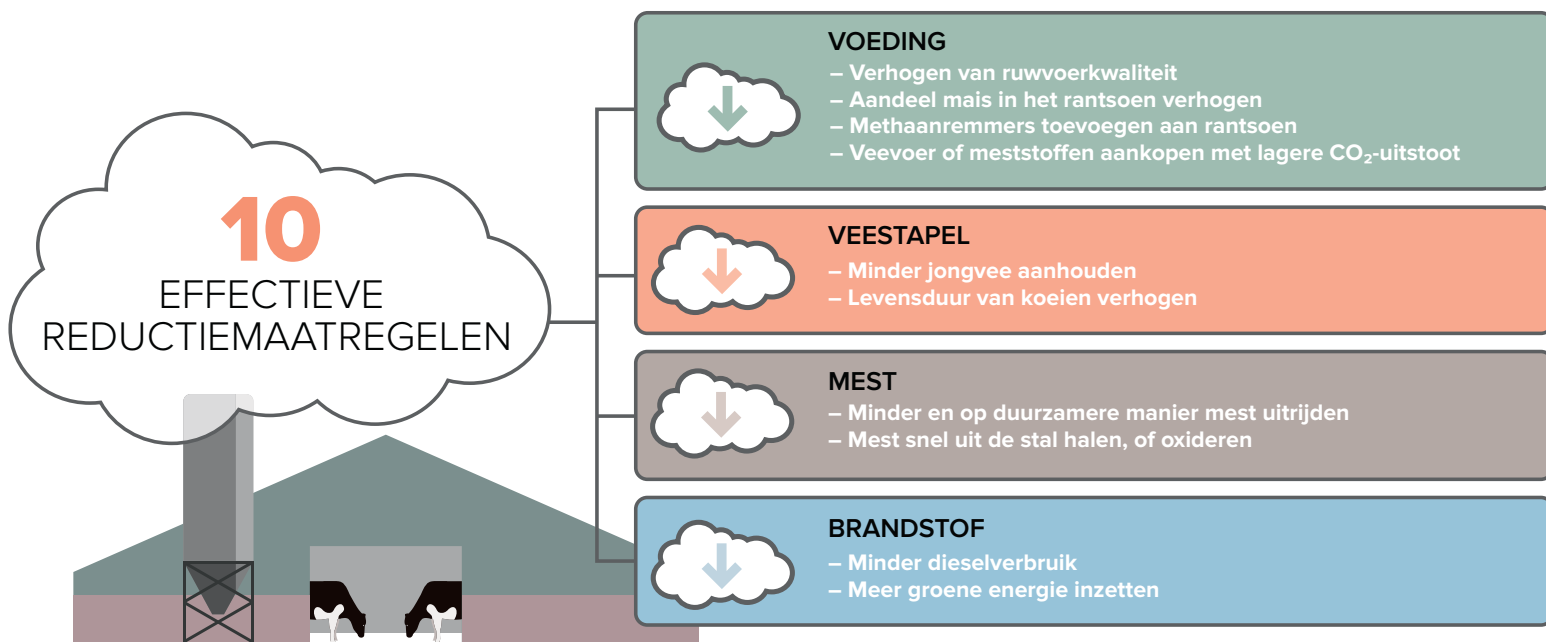 10
EFFECTIEVE
REDUCTIEMAATREGELEN
VOEDING
– Verhogen van ruwvoerkwaliteit
– Aandeel mais in het rantsoen verhogen
– Methaanremmers toevoegen aan rantsoen
– Veevoer of meststoffen aankopen met lagere CO₂-uitstoot
VEESTAPEL
– Minder jongvee aanhouden
– Levensduur van koeien verhogen
MEST
– Minder en op duurzamere manier mest uitrijden
– Mest snel uit de stal halen, of oxideren
BRANDSTOF
– Minder dieselverbruik
– Meer groene energie inzetten